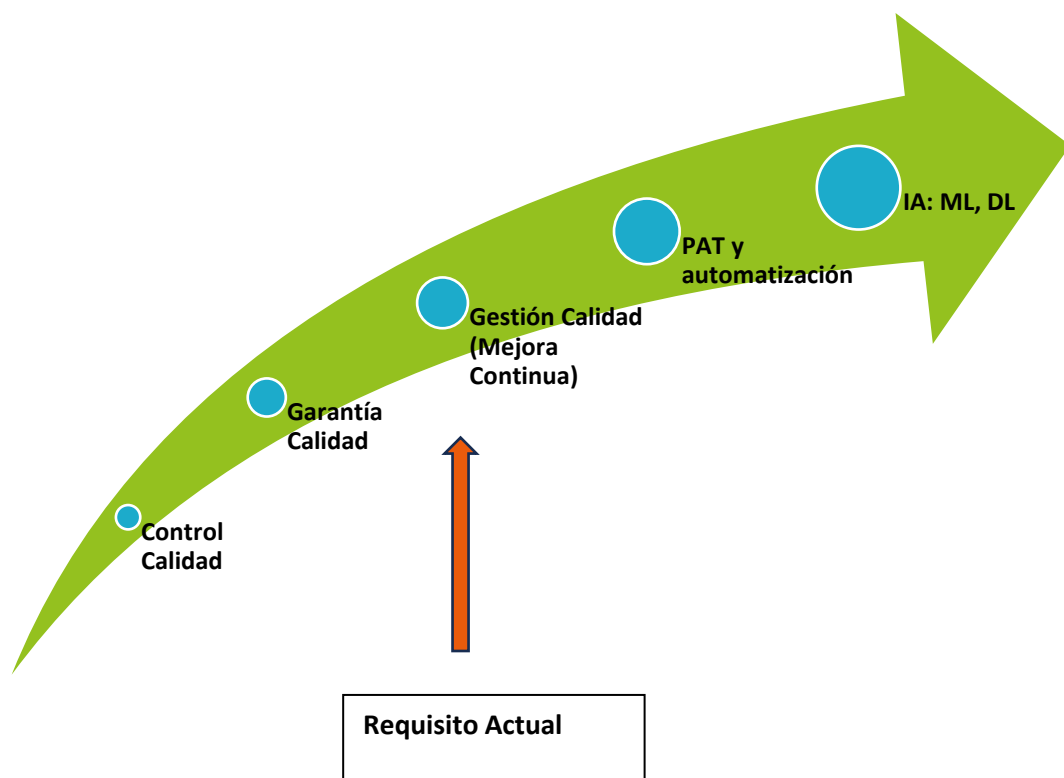 IA: ML, DL
PAT y
automatización
Gestión Calidad
(Mejora
Continua)
Garantía
Calidad
Control
Calidad
Requisito Actual